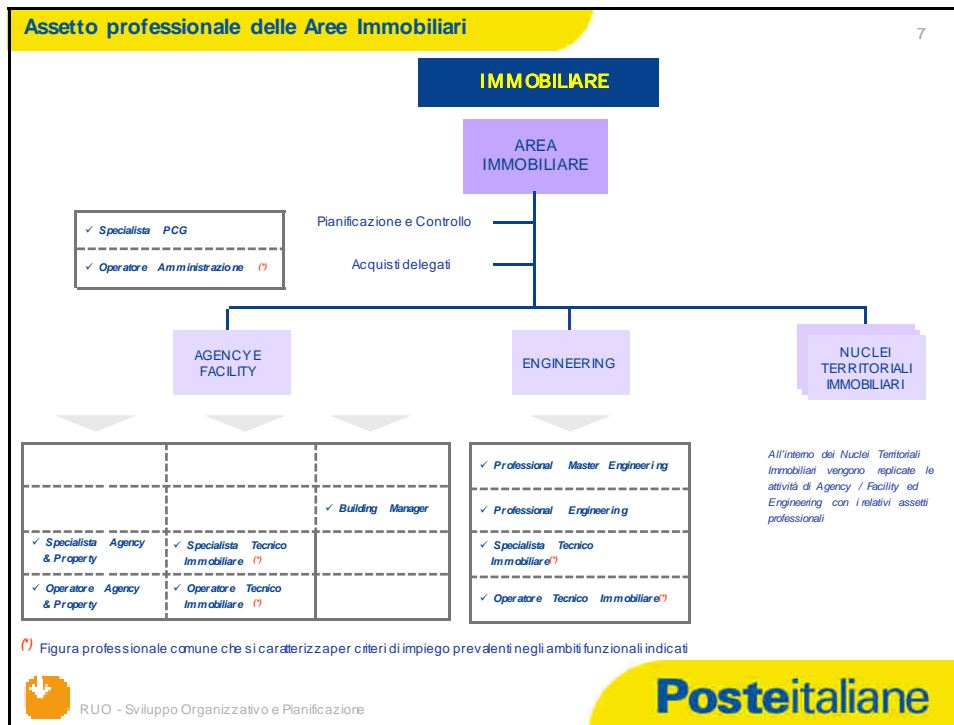 Assetto professionale delle Aree Immobiliari
7
IMMOBILIARE
AREA
IMMOBILIARE
Pianificazione e Controllo
Acquisti delegati
✓ Specialista PCG
✓ Operatore Amministrazione (*)
AGENCY E
FACILITY
ENGINEERING
NUCLEI
TERRITORIALI
IMMOBILIARI
✓ Building Manager
✓ Specialista Agency
& Property
✓ Specialista Tecnico
Immobiliare (*)
✓ Operatore Agency
& Property
✓ Operatore Tecnico
Immobiliare (*)
✓ Professional Master Engineering
✓ Professional Engineering
✓ Specialista Tecnico
Immobiliare(*)
✓ Operatore Tecnico Immobiliare(*)
All'interno dei Nuclei Territoriali
Immobiliari vengono replicate le
attività di Agency / Facility ed
Engineering con i relativi assetti
professionali
(*) Figura professionale comune che si caratterizza per criteri di impiego prevalenti negli ambiti funzionali indicati
RUO - Sviluppo Organizzativo e Pianificazione
Posteitaliane